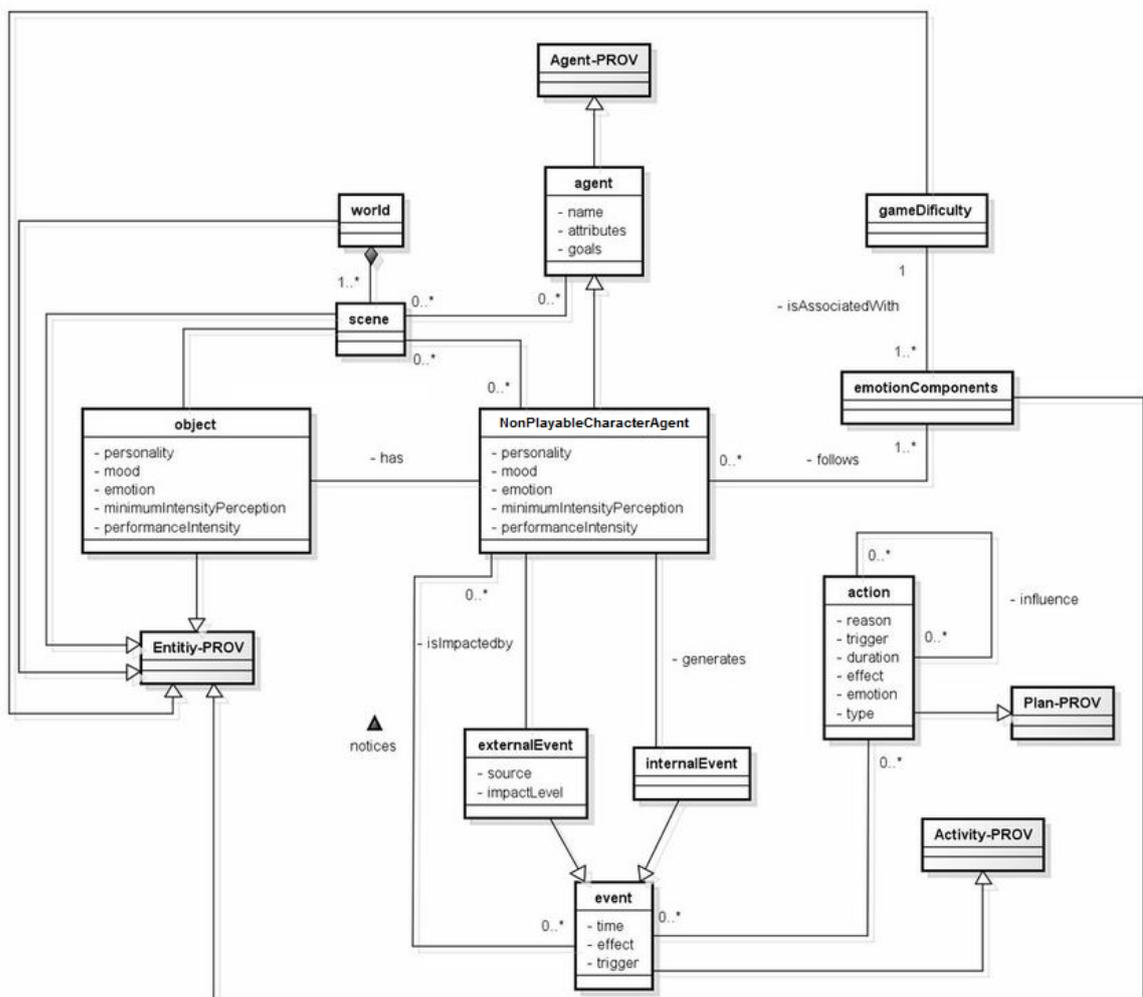 Agent-PROV
agent
- name
- attributes
- goals
world
gameDificulty
1..*
0..*
0..*
1
scene
- isAssociatedWith
0..*
1..*
0..*
emotionComponents
object
- personality
- mood
- emotion
- minimumIntensityPerception
- performanceIntensity
- has
NonPlayableCharacterAgent
- personality
- mood
- emotion
- minimumIntensityPerception
- performanceIntensity
0..*
- follows
1..*
0..*
action
- reason
- trigger
- duration
- effect
- emotion
- type
- influence
0..*
0..*
- isImpactedby
- generates
Entitiy-PROV
Plan-PROV
notices
externalEvent
- source
- impactLevel
internalEvent
0..*
Activity-PROV
event
- time
- effect
- trigger
0..*
0..*